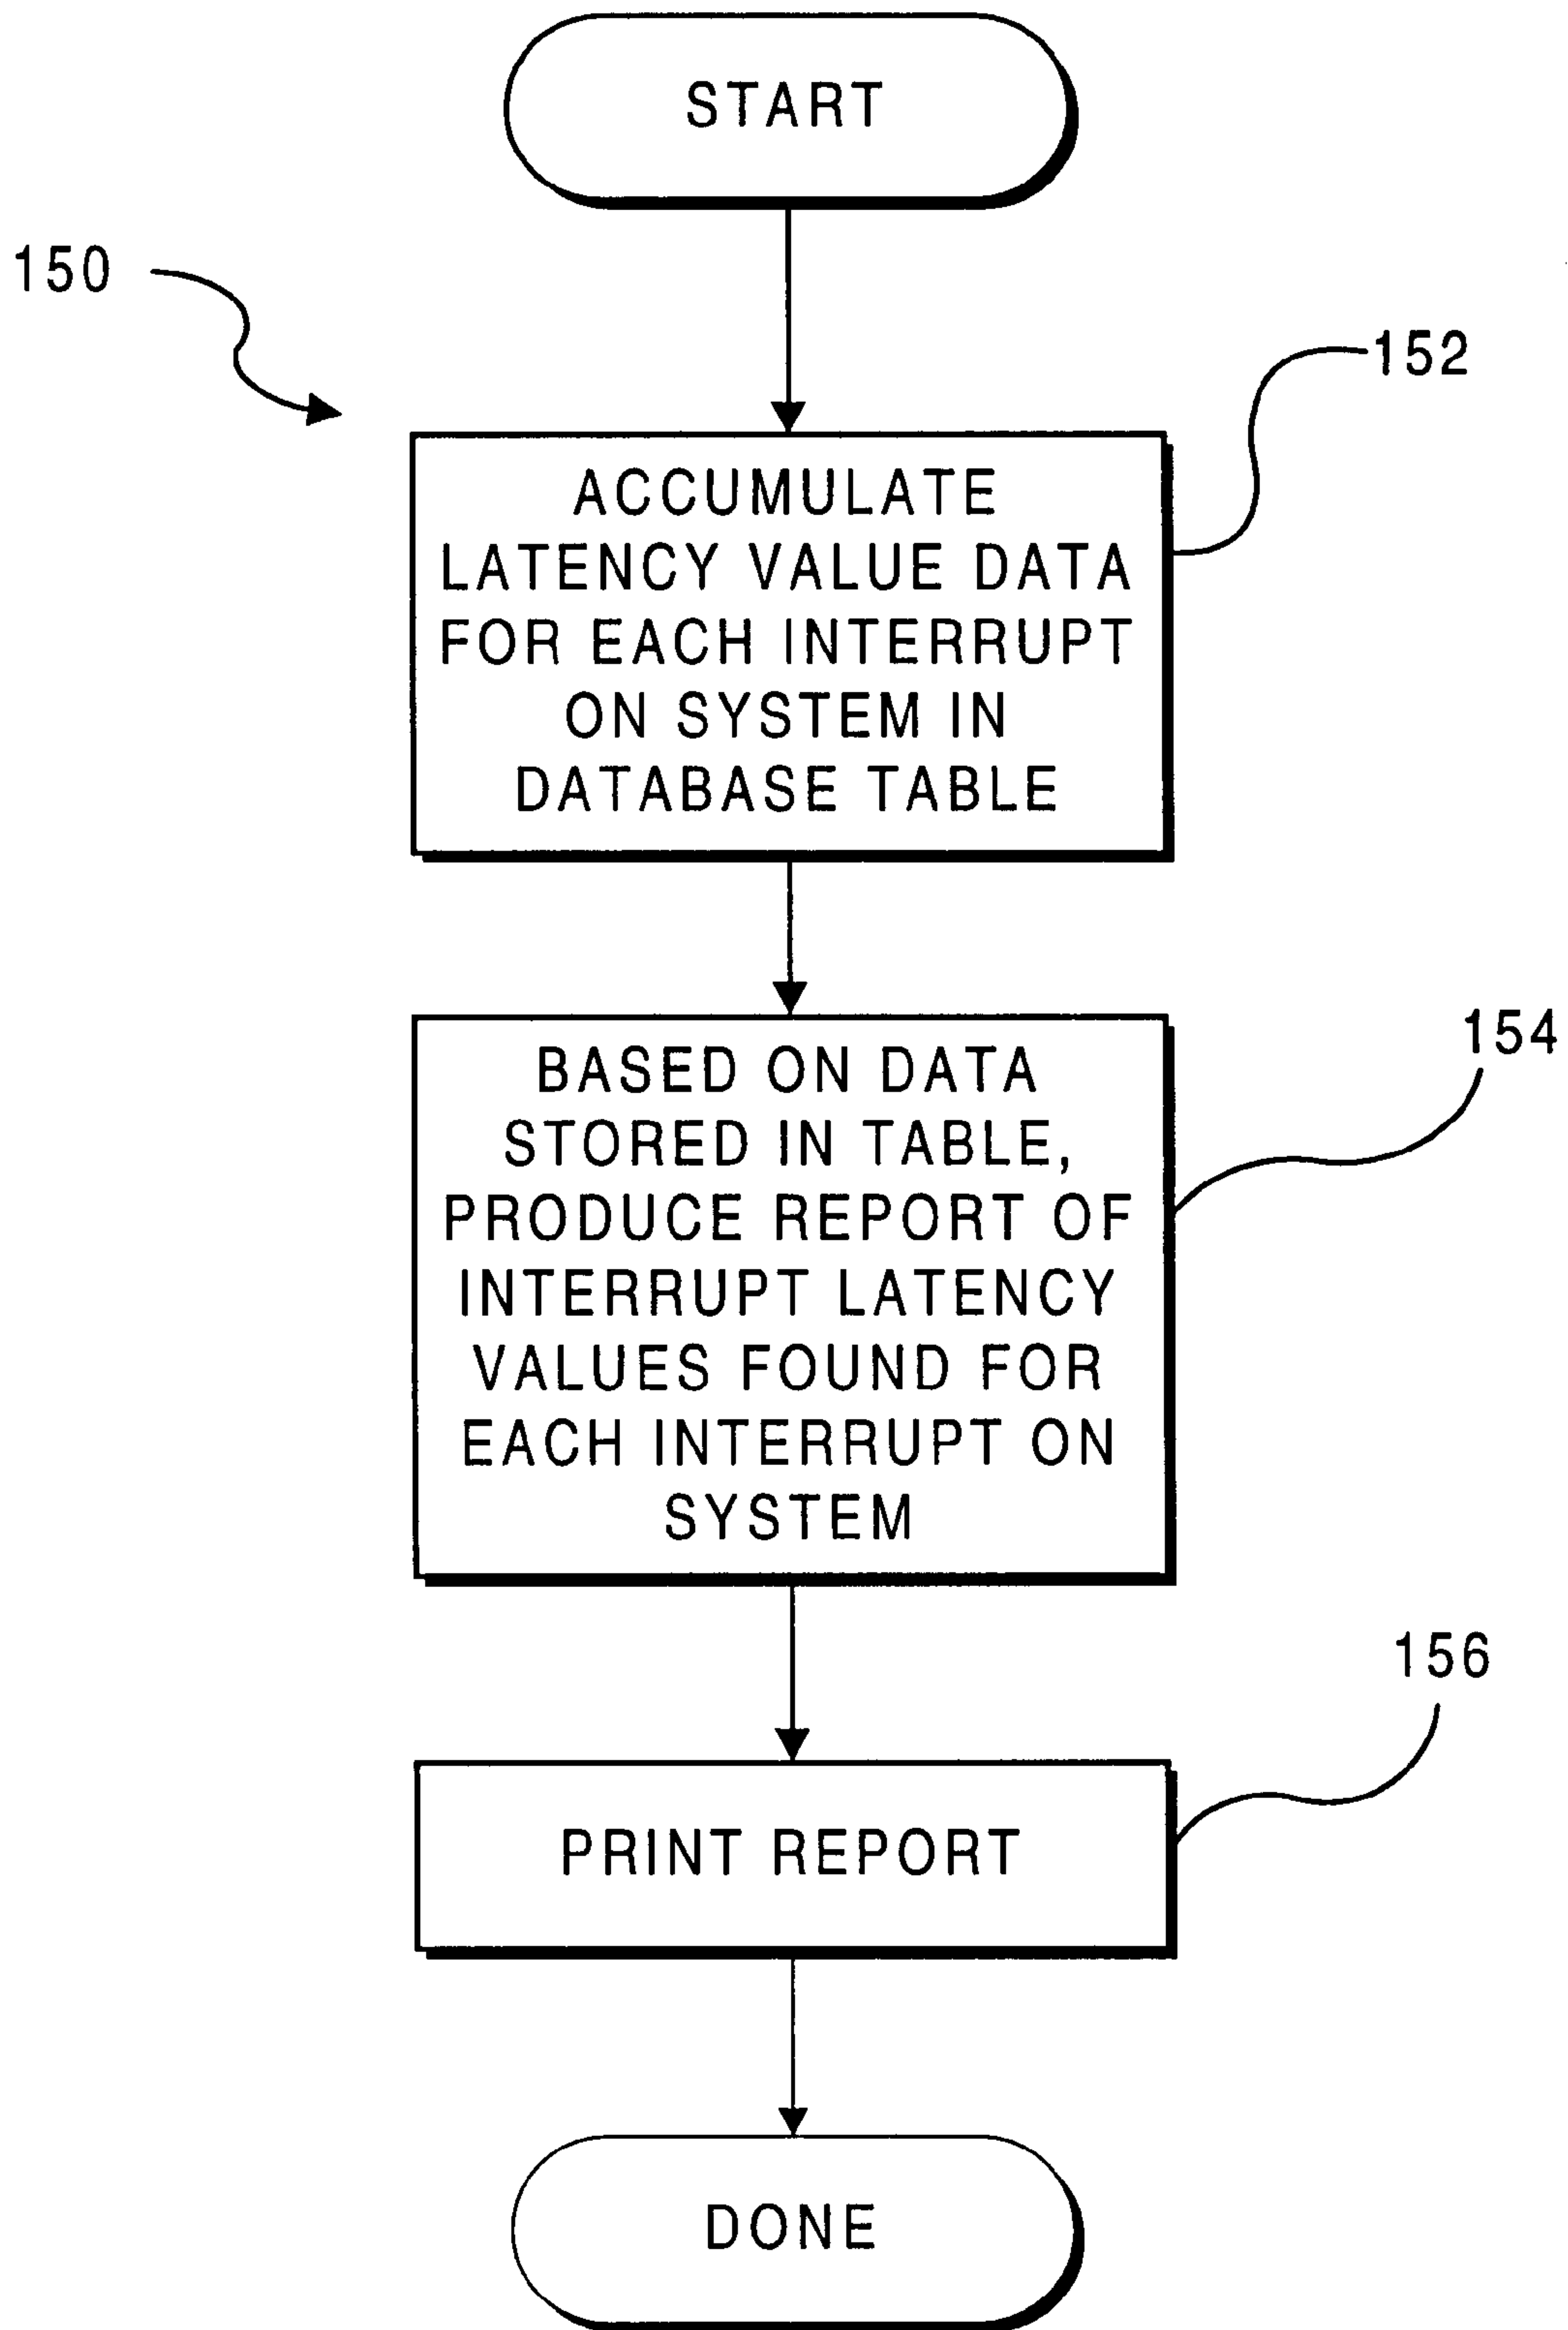 START
150
152
ACCUMULATE
LATENCY VALUE DATA
FOR EACH INTERRUPT
ON SYSTEM IN
DATABASE TABLE
154
BASED ON DATA
STORED IN TABLE,
PRODUCE REPORT OF
INTERRUPT LATENCY
VALUES FOUND FOR
EACH INTERRUPT ON
SYSTEM
156
PRINT REPORT
DONE